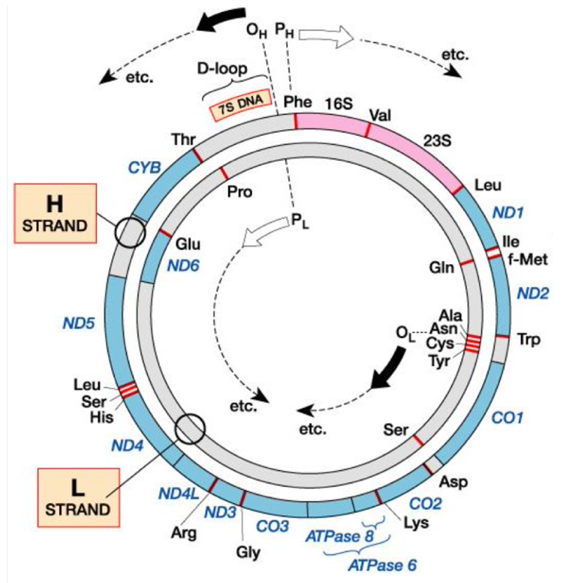 OH PH
etc.
etc.
D-loop
7S DNA
Phe
16S
Val
23S
Thr
CYB
Pro
Leu
ND1
H
STRAND
PL
Glu
ND6
Ile
f-Met
Gln
ND2
ND5
Ala
Asn
OL
Cys
Tyr
Trp
Leu
Ser
His
etc.
etc.
CO1
ND4
Ser
L
STRAND
Asp
ND4L
ND3
CO3
CO2
ATPase 8
Lys
Arg
Gly
ATPase 6